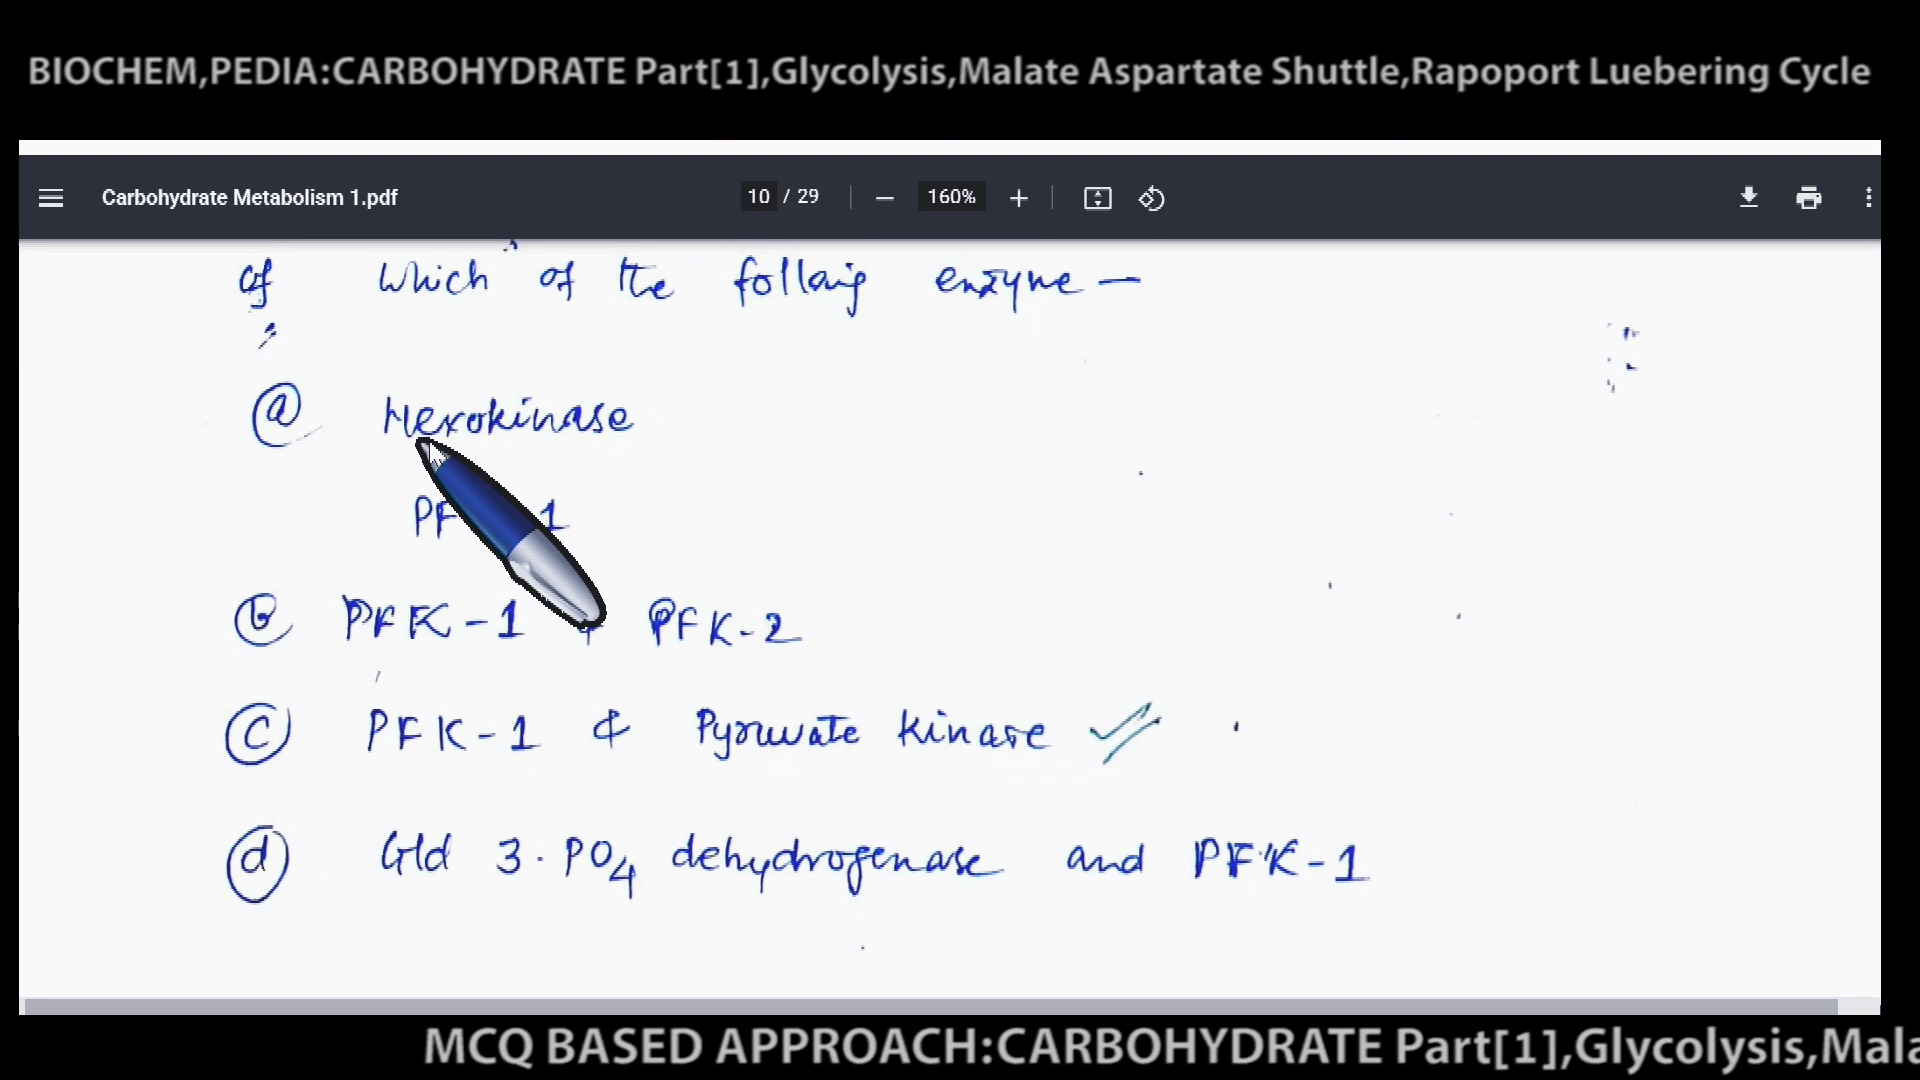 BIOCHEM,PEDIA:CARBOHYDRATE Part[1],Glycolysis,Malate Aspartate Shuttle,Rapoport Luebering Cycle
Carbohydrate Metabolism 1.pdf 10 / 29 160%
of which of the follaig enzyme —
(a) Hexokinase
PF 1
(b) PFK-1 & PFK-2
(c) PFK-1 & Pyruvate kinase
(d) Gld 3·PO4 dehydrogenase and PFK-1
MCQ BASED APPROACH:CARBOHYDRATE Part[1],Glycolysis,Mala